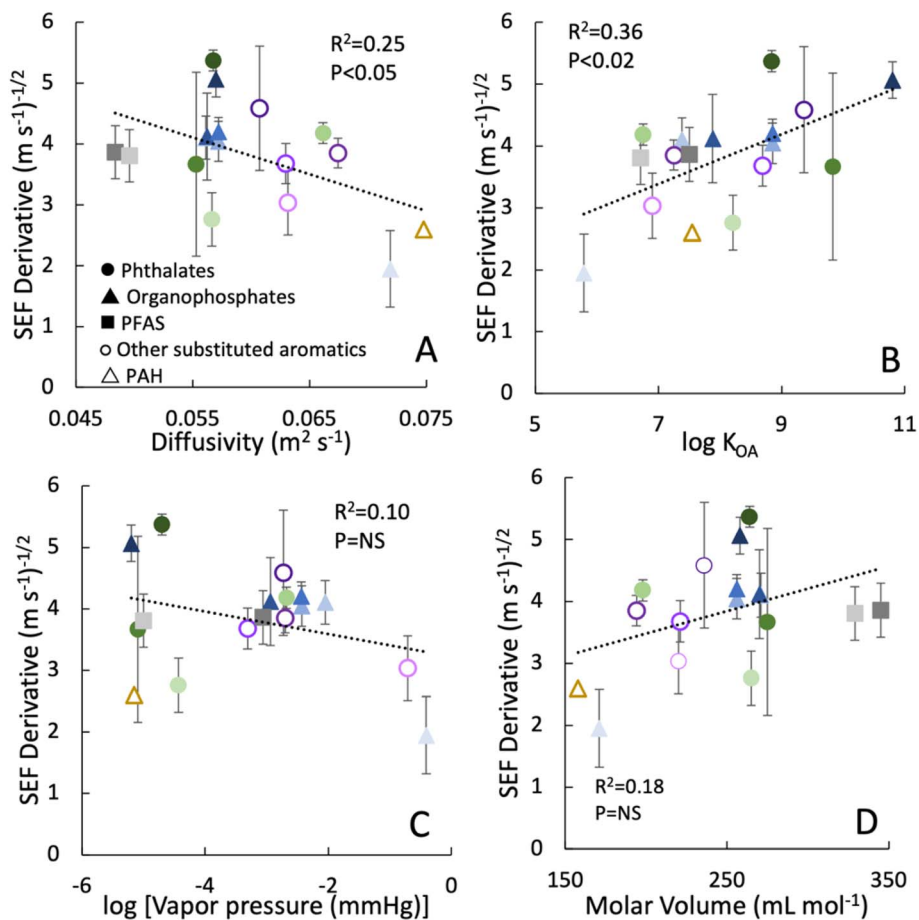 R²=0.25
P<0.05
SEF Derivative (m s⁻¹)⁻¹/²
6
5
4
3
2
1
0
Phthalates
Organophosphates
PFAS
Other substituted aromatics
PAH
A
0.045 0.055 0.065 0.075
Diffusivity (m² s⁻¹)
R²=0.36
P<0.02
SEF Derivative (m s⁻¹)⁻¹/²
6
5
4
3
2
1
0
B
5 7 9 11
log K_OA
R²=0.10
P=NS
SEF Derivative (m s⁻¹)⁻¹/²
6
5
4
3
2
1
0
C
-6 -4 -2 0
log [Vapor pressure (mmHg)]
SEF Derivative (m s⁻¹)⁻¹/²
6
5
4
3
2
1
0
R²=0.18
P=NS
D
150 250 350
Molar Volume (mL mol⁻¹)